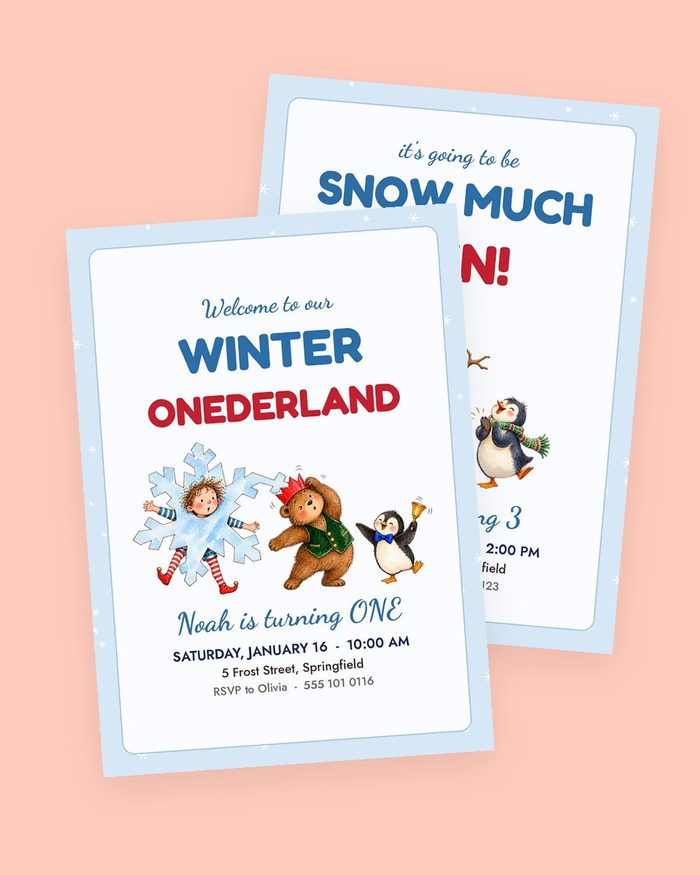 it's going to be
SNOW MUCH
Welcome to our
WINTER
ONEDERLAND
Noah is turning ONE
SATURDAY, JANUARY 16 - 10:00 AM
5 Frost Street, Springfield
RSVP to Olivia - 555 101 0116
3
2:00 PM